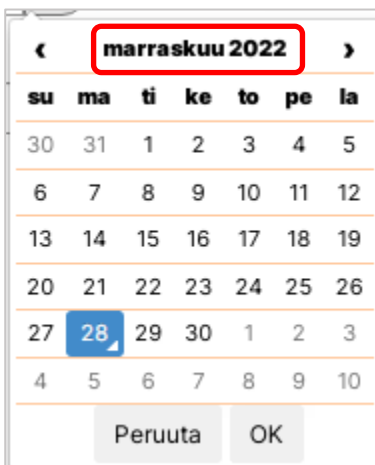 ‹ marraskuu 2022 ›
su ma ti ke to pe la
30 31 1 2 3 4 5
6 7 8 9 10 11 12
13 14 15 16 17 18 19
20 21 22 23 24 25 26
27 28 29 30 1 2 3
4 5 6 7 8 9 10
Peruuta OK